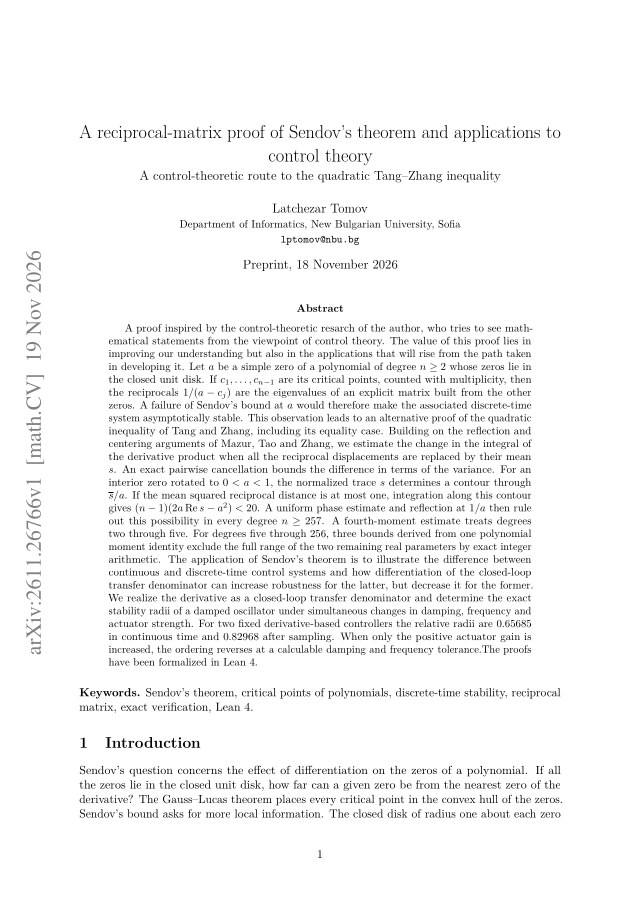 A reciprocal-matrix proof of Sendov's theorem and applications to
control theory
A control-theoretic route to the quadratic Tang–Zhang inequality
Latchezar Tomov
Department of Informatics, New Bulgarian University, Sofia
lptomov@nbu.bg
Preprint, 18 November 2026
Abstract
A proof inspired by the control-theoretic resarch of the author, who tries to see math-
ematical statements from the viewpoint of control theory. The value of this proof lies in
improving our understanding but also in the applications that will rise from the path taken
in developing it. Let a be a simple zero of a polynomial of degree n ≥ 2 whose zeros lie in
the closed unit disk. If c₁, . . . , cₙ₋₁ are its critical points, counted with multiplicity, then
the reciprocals 1/(a − cⱼ) are the eigenvalues of an explicit matrix built from the other
zeros. A failure of Sendov's bound at a would therefore make the associated discrete-time
system asymptotically stable. This observation leads to an alternative proof of the quadratic
inequality of Tang and Zhang, including its equality case. Building on the reflection and
centering arguments of Mazur, Tao and Zhang, we estimate the change in the integral of
the derivative product when all the reciprocal displacements are replaced by their mean
s. An exact pairwise cancellation bounds the difference in terms of the variance. For an
interior zero rotated to 0 < a < 1, the normalized trace s determines a contour through
s̅/a. If the mean squared reciprocal distance is at most one, integration along this contour
gives (n − 1)(2a Re s − a²) < 20. A uniform phase estimate and reflection at 1/a then rule
out this possibility in every degree n ≥ 257. A fourth-moment estimate treats degrees
two through five. For degrees five through 256, three bounds derived from one polynomial
moment identity exclude the full range of the two remaining real parameters by exact integer
arithmetic. The application of Sendov's theorem is to illustrate the difference between
continuous and discrete-time control systems and how differentiation of the closed-loop
transfer denominator can increase robustness for the latter, but decrease it for the former.
We realize the derivative as a closed-loop transfer denominator and determine the exact
stability radii of a damped oscillator under simultaneous changes in damping, frequency and
actuator strength. For two fixed derivative-based controllers the relative radii are 0.65685
in continuous time and 0.82968 after sampling. When only the positive actuator gain is
increased, the ordering reverses at a calculable damping and frequency tolerance.The proofs
have been formalized in Lean 4.
Keywords. Sendov's theorem, critical points of polynomials, discrete-time stability, reciprocal
matrix, exact verification, Lean 4.
1 Introduction
Sendov's question concerns the effect of differentiation on the zeros of a polynomial. If all
the zeros lie in the closed unit disk, how far can a given zero be from the nearest zero of the
derivative? The Gauss–Lucas theorem places every critical point in the convex hull of the zeros.
Sendov's bound asks for more local information. The closed disk of radius one about each zero
1
arXiv:2611.26766v1 [math.CV] 19 Nov 2026